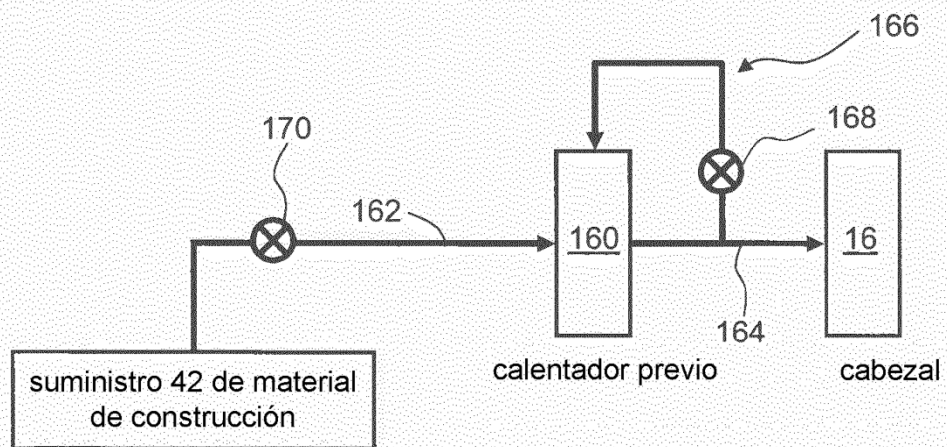 166
170
168
162
160
16
164
calentador previo
cabezal
suministro 42 de material
de construcción